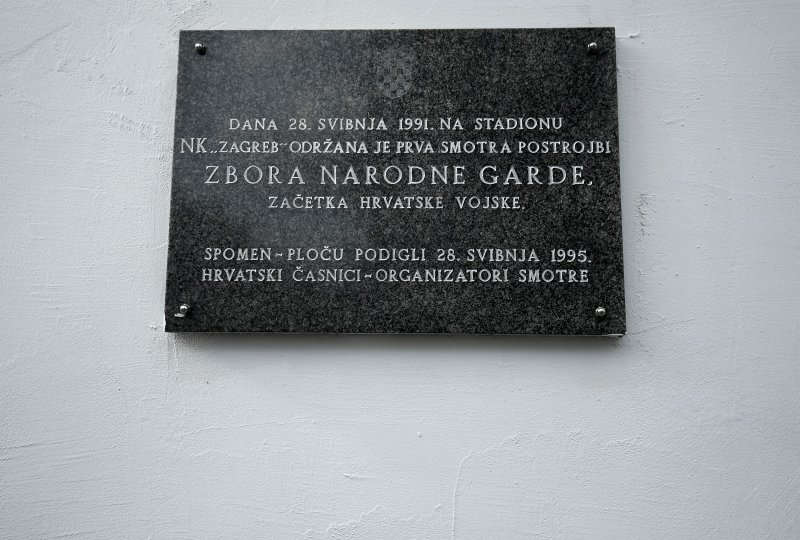 DANA 28. SVIBNJA 1991. NA STADIONU
NK „ZAGREB“ ODRŽANA JE PRVA SMOTRA POSTROJBI
ZBORA NARODNE GARDE,
ZAČETKA HRVATSKE VOJSKE.
SPOMEN-PLOČU PODIGLI 28. SVIBNJA 1995.
HRVATSKI ČASNICI-ORGANIZATORI SMOTRE